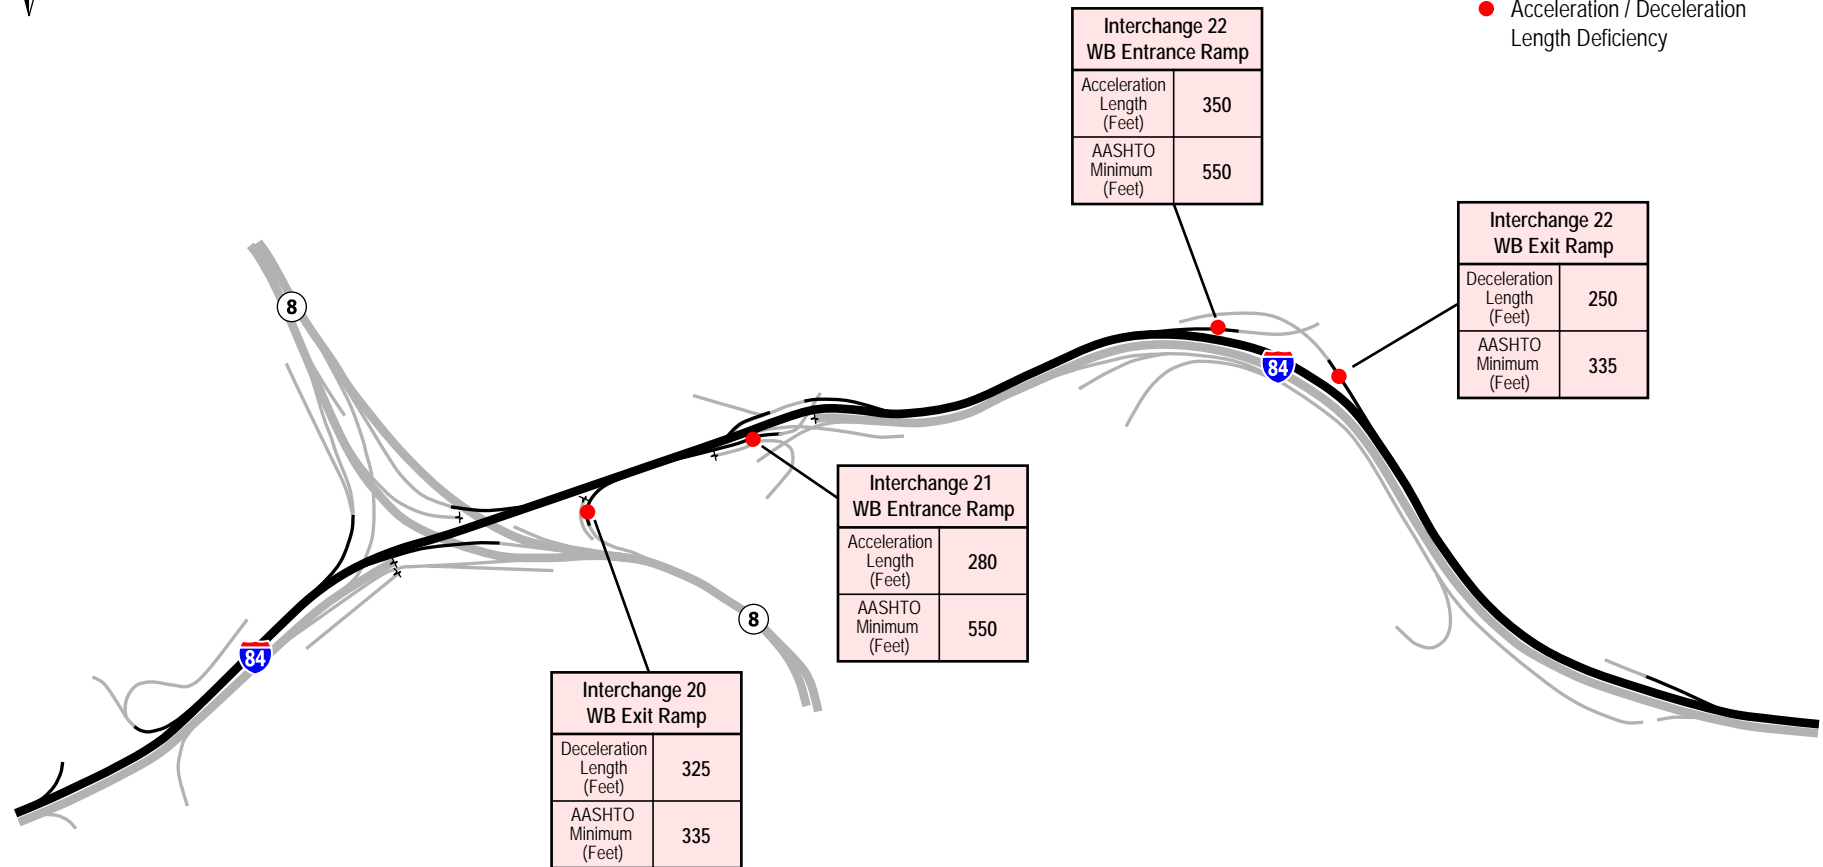 Acceleration / Deceleration
Length Deficiency
Interchange 22
WB Entrance Ramp
Acceleration
Length
(Feet)
350
AASHTO
Minimum
(Feet)
550
Interchange 22
WB Exit Ramp
Deceleration
Length
(Feet)
250
AASHTO
Minimum
(Feet)
335
8
84
Interchange 21
WB Entrance Ramp
Acceleration
Length
(Feet)
280
AASHTO
Minimum
(Feet)
550
8
84
Interchange 20
WB Exit Ramp
Deceleration
Length
(Feet)
325
AASHTO
Minimum
(Feet)
335